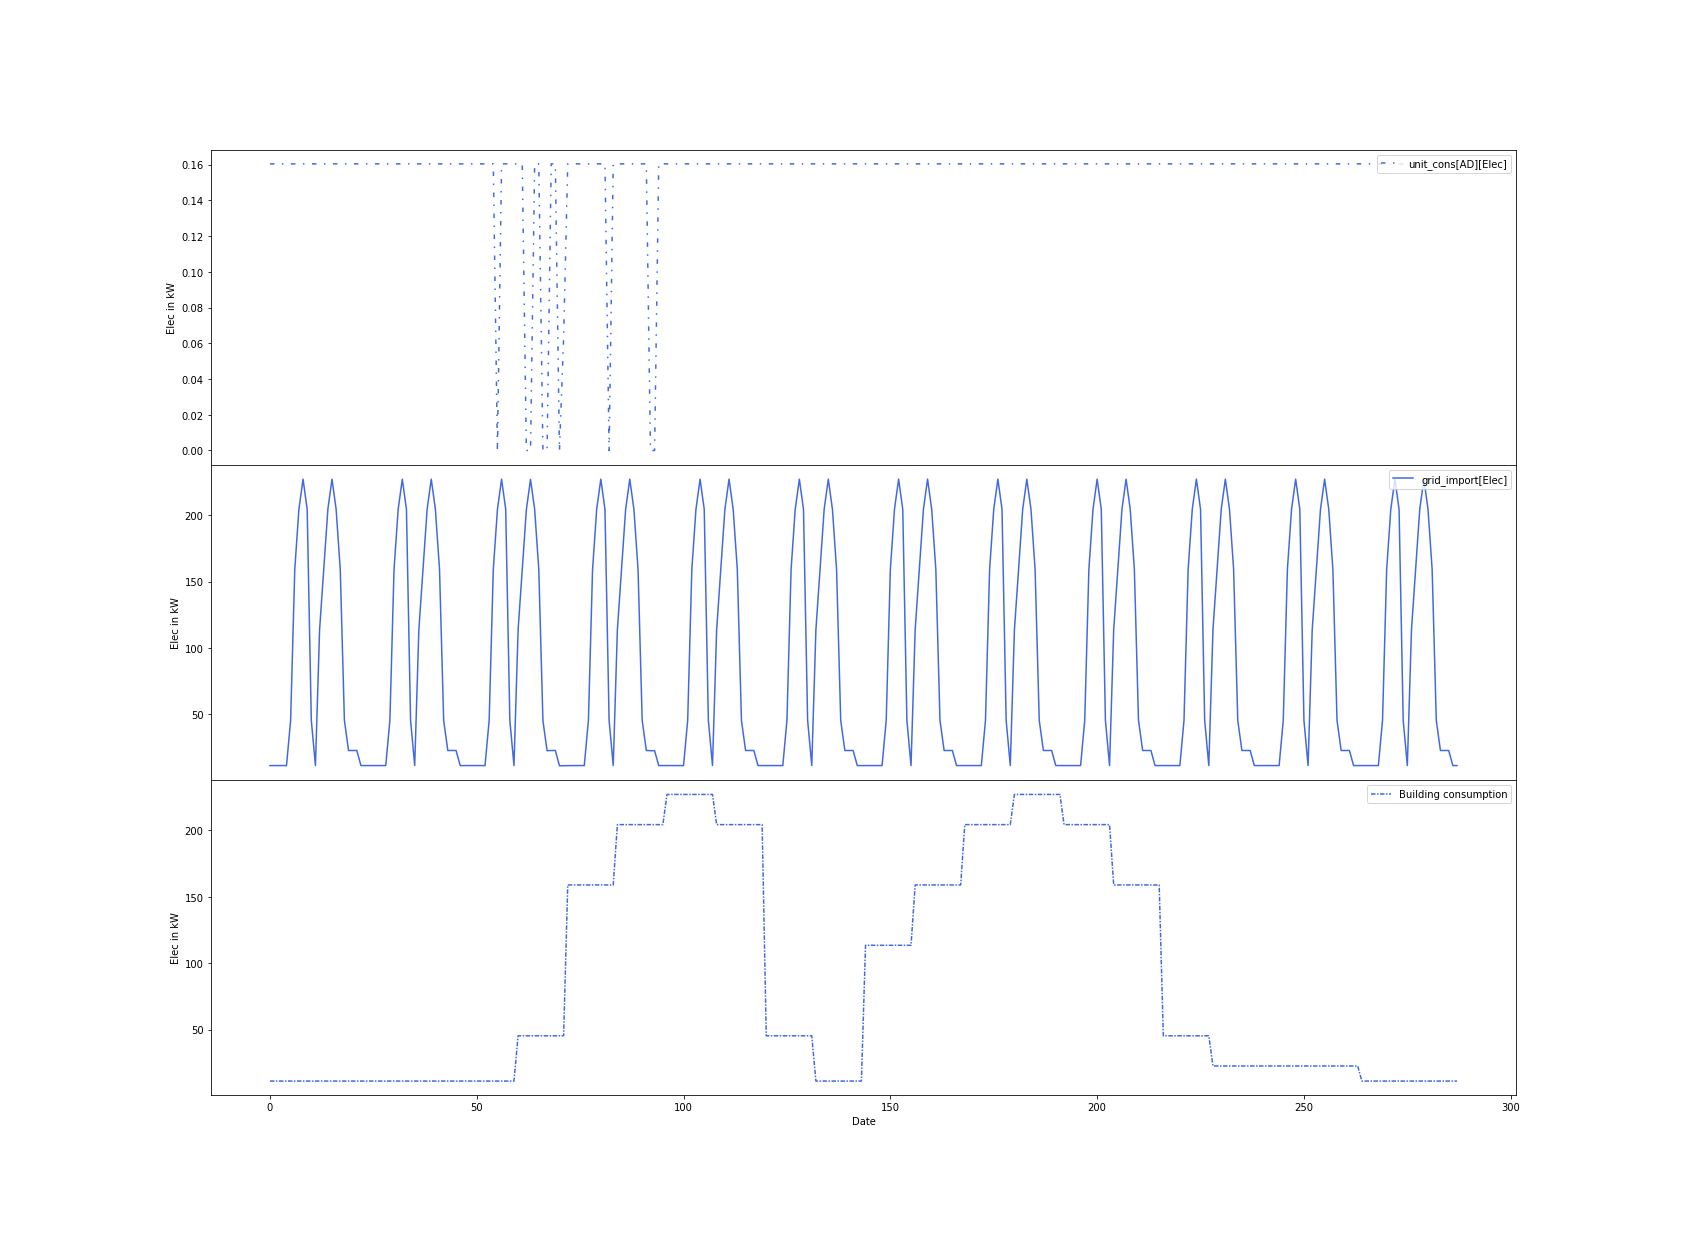 unit_cons[AD][Elec]
0.16
0.14
0.12
0.10
0.08
0.06
0.04
0.02
0.00
Elec in kW
grid_import[Elec]
200
150
100
50
Elec in kW
Building consumption
200
150
100
50
Elec in kW
0 50 100 150 200 250 300
Date